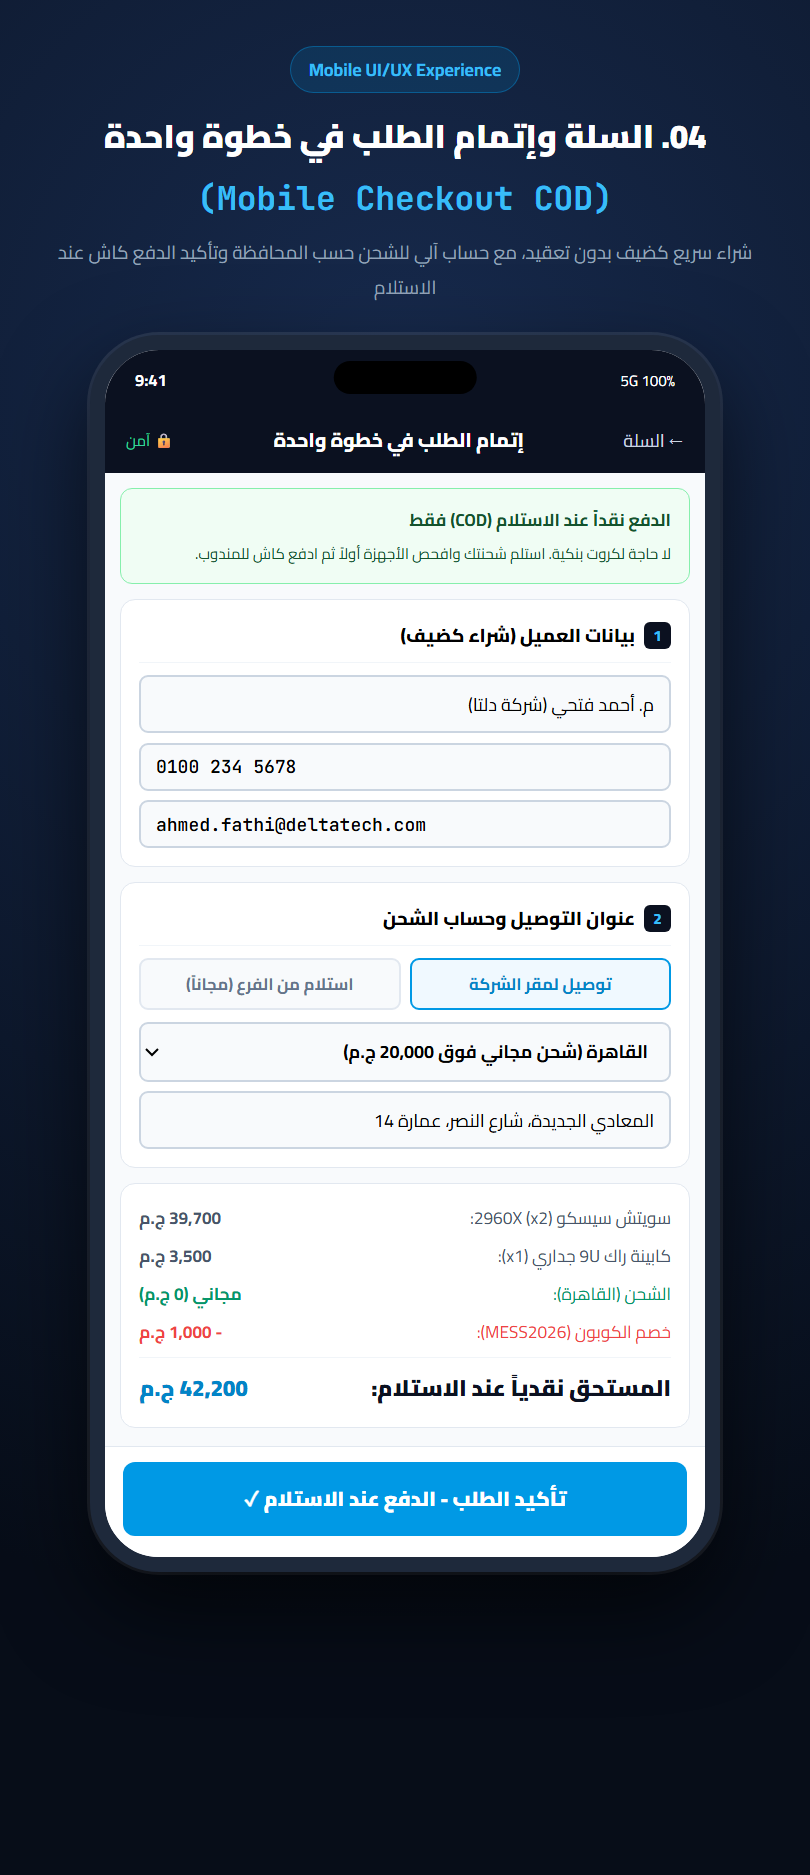 Mobile UI/UX Experience
04. السلة وإتمام الطلب في خطوة واحدة
(Mobile Checkout COD)
شراء سريع كضيف بدون تعقيد، مع حساب آلي للشحن حسب المحافظة وتأكيد الدفع كاش عند
الاستلام
9:41
5G 100%
← السلة
إتمام الطلب في خطوة واحدة
🔒 آمن
الدفع نقداً عند الاستلام (COD) فقط
لا حاجة لكروت بنكية. استلم شحنتك وافحص الأجهزة أولاً ثم ادفع كاش للمندوب.
1 بيانات العميل (شراء كضيف)
م. أحمد فتحي (شركة دلتا)
0100 234 5678
ahmed.fathi@deltatech.com
2 عنوان التوصيل وحساب الشحن
توصيل لمقر الشركة
استلام من الفرع (مجاناً)
القاهرة (شحن مجاني فوق 20,000 ج.م)
المعادي الجديدة، شارع النصر، عمارة 14
سويتش سيسكو 2960X (x2): 39,700 ج.م
كابينة راك 9U جداري (x1): 3,500 ج.م
الشحن (القاهرة): مجاني (0 ج.م)
خصم الكوبون (MESS2026): - 1,000 ج.م
المستحق نقدياً عند الاستلام: 42,200 ج.م
تأكيد الطلب - الدفع عند الاستلام ✓